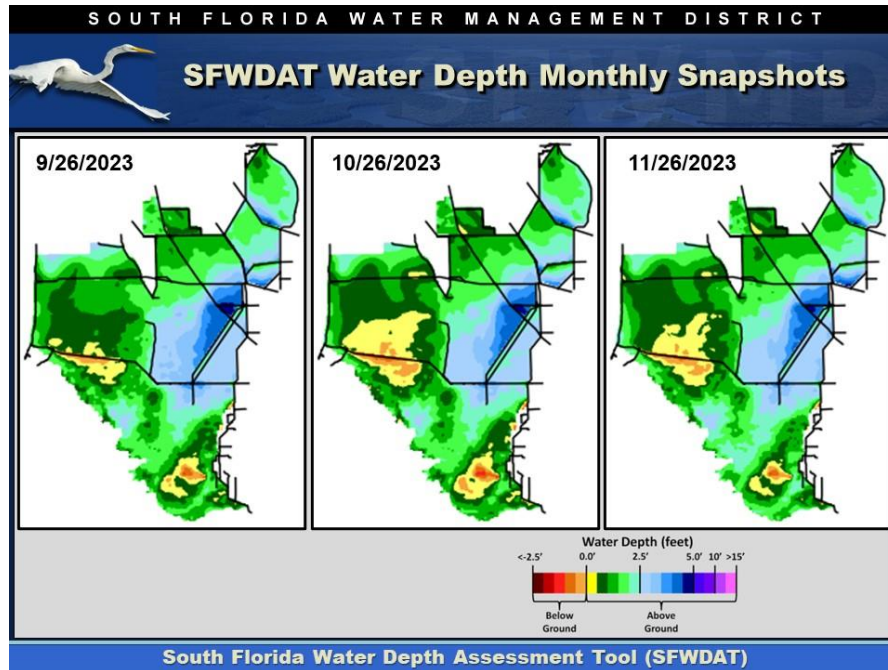 SOUTH FLORIDA WATER MANAGEMENT DISTRICT
SFWDAT Water Depth Monthly Snapshots
9/26/2023
10/26/2023
11/26/2023
Water Depth (feet)
<-2.5' 0.0' 2.5' 5.0' 10' >15'
Below Above
Ground Ground
South Florida Water Depth Assessment Tool (SFWDAT)